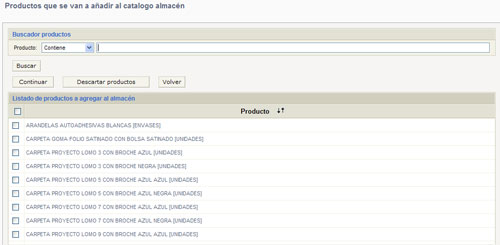 Productos que se van a añadir al catalogo almacén
Buscador productos
Producto: Contiene
Buscar
Continuar Descartar productos Volver
Listado de productos a agregar al almacén
Producto
ARANDELAS AUTOADHESIVAS BLANCAS [ENVASES]
CARPETA GOMA FOLIO SATINADO CON BOLSA SATINADO [UNIDADES]
CARPETA PROYECTO LOMO 3 CON BROCHE AZUL [UNIDADES]
CARPETA PROYECTO LOMO 3 CON BROCHE NEGRA [UNIDADES]
CARPETA PROYECTO LOMO 5 CON BROCHE AZUL AZUL [UNIDADES]
CARPETA PROYECTO LOMO 5 CON BROCHE AZUL NEGRA [UNIDADES]
CARPETA PROYECTO LOMO 7 CON BROCHE AZUL AZUL [UNIDADES]
CARPETA PROYECTO LOMO 7 CON BROCHE AZUL NEGRA [UNIDADES]
CARPETA PROYECTO LOMO 9 CON BROCHE AZUL AZUL [UNIDADES]